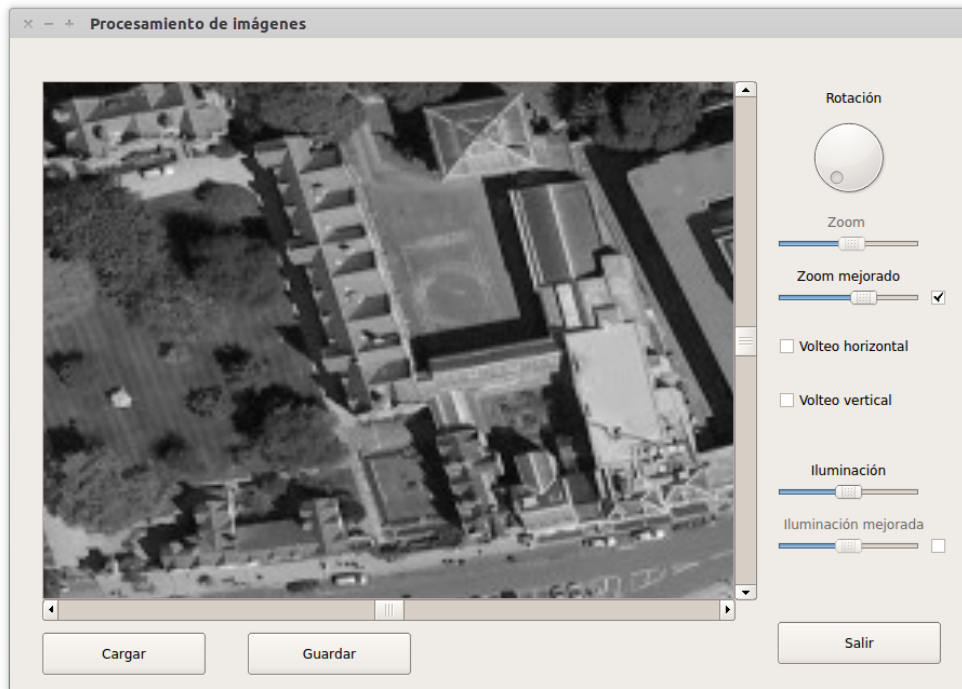 Procesamiento de imágenes
Rotación
Zoom
Zoom mejorado
Volteo horizontal
Volteo vertical
Iluminación
Iluminación mejorada
Cargar
Guardar
Salir